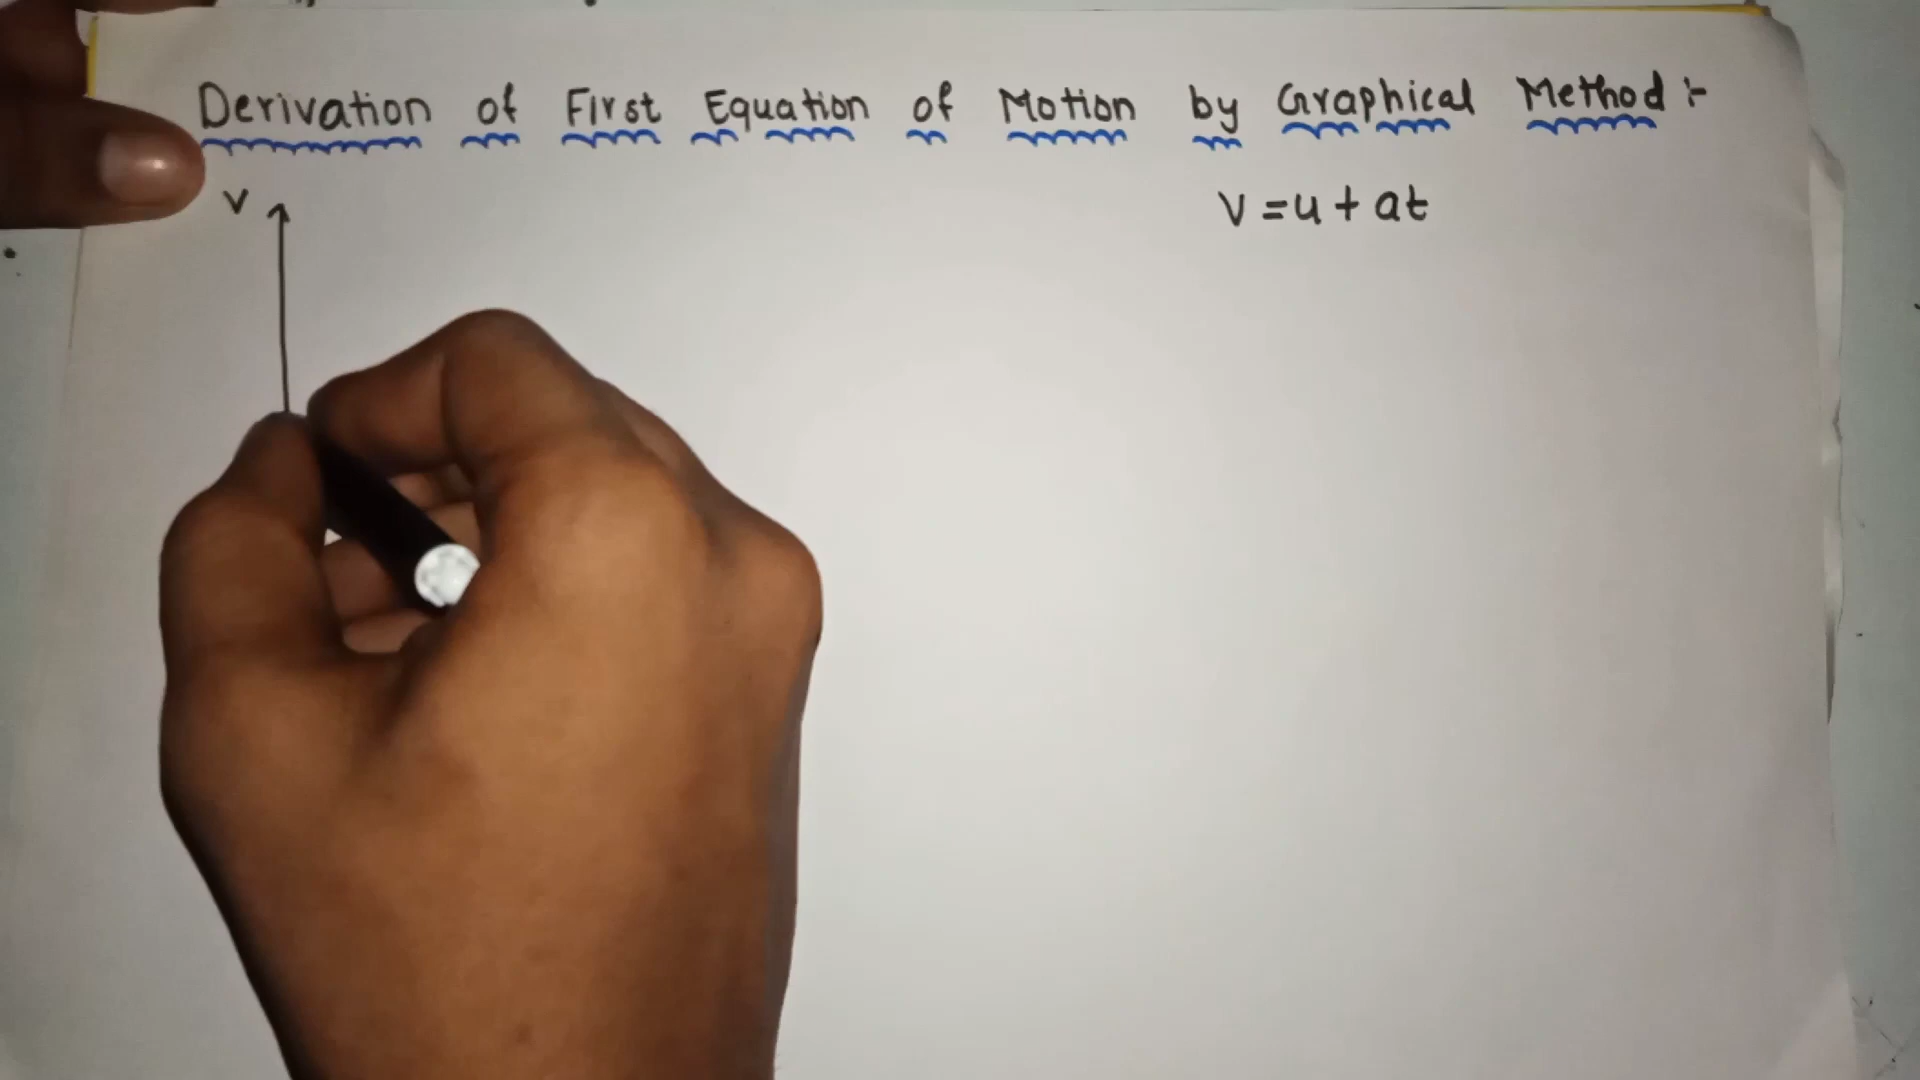 Derivation of First Equation of Motion by Graphical Method :-
v
v = u + at